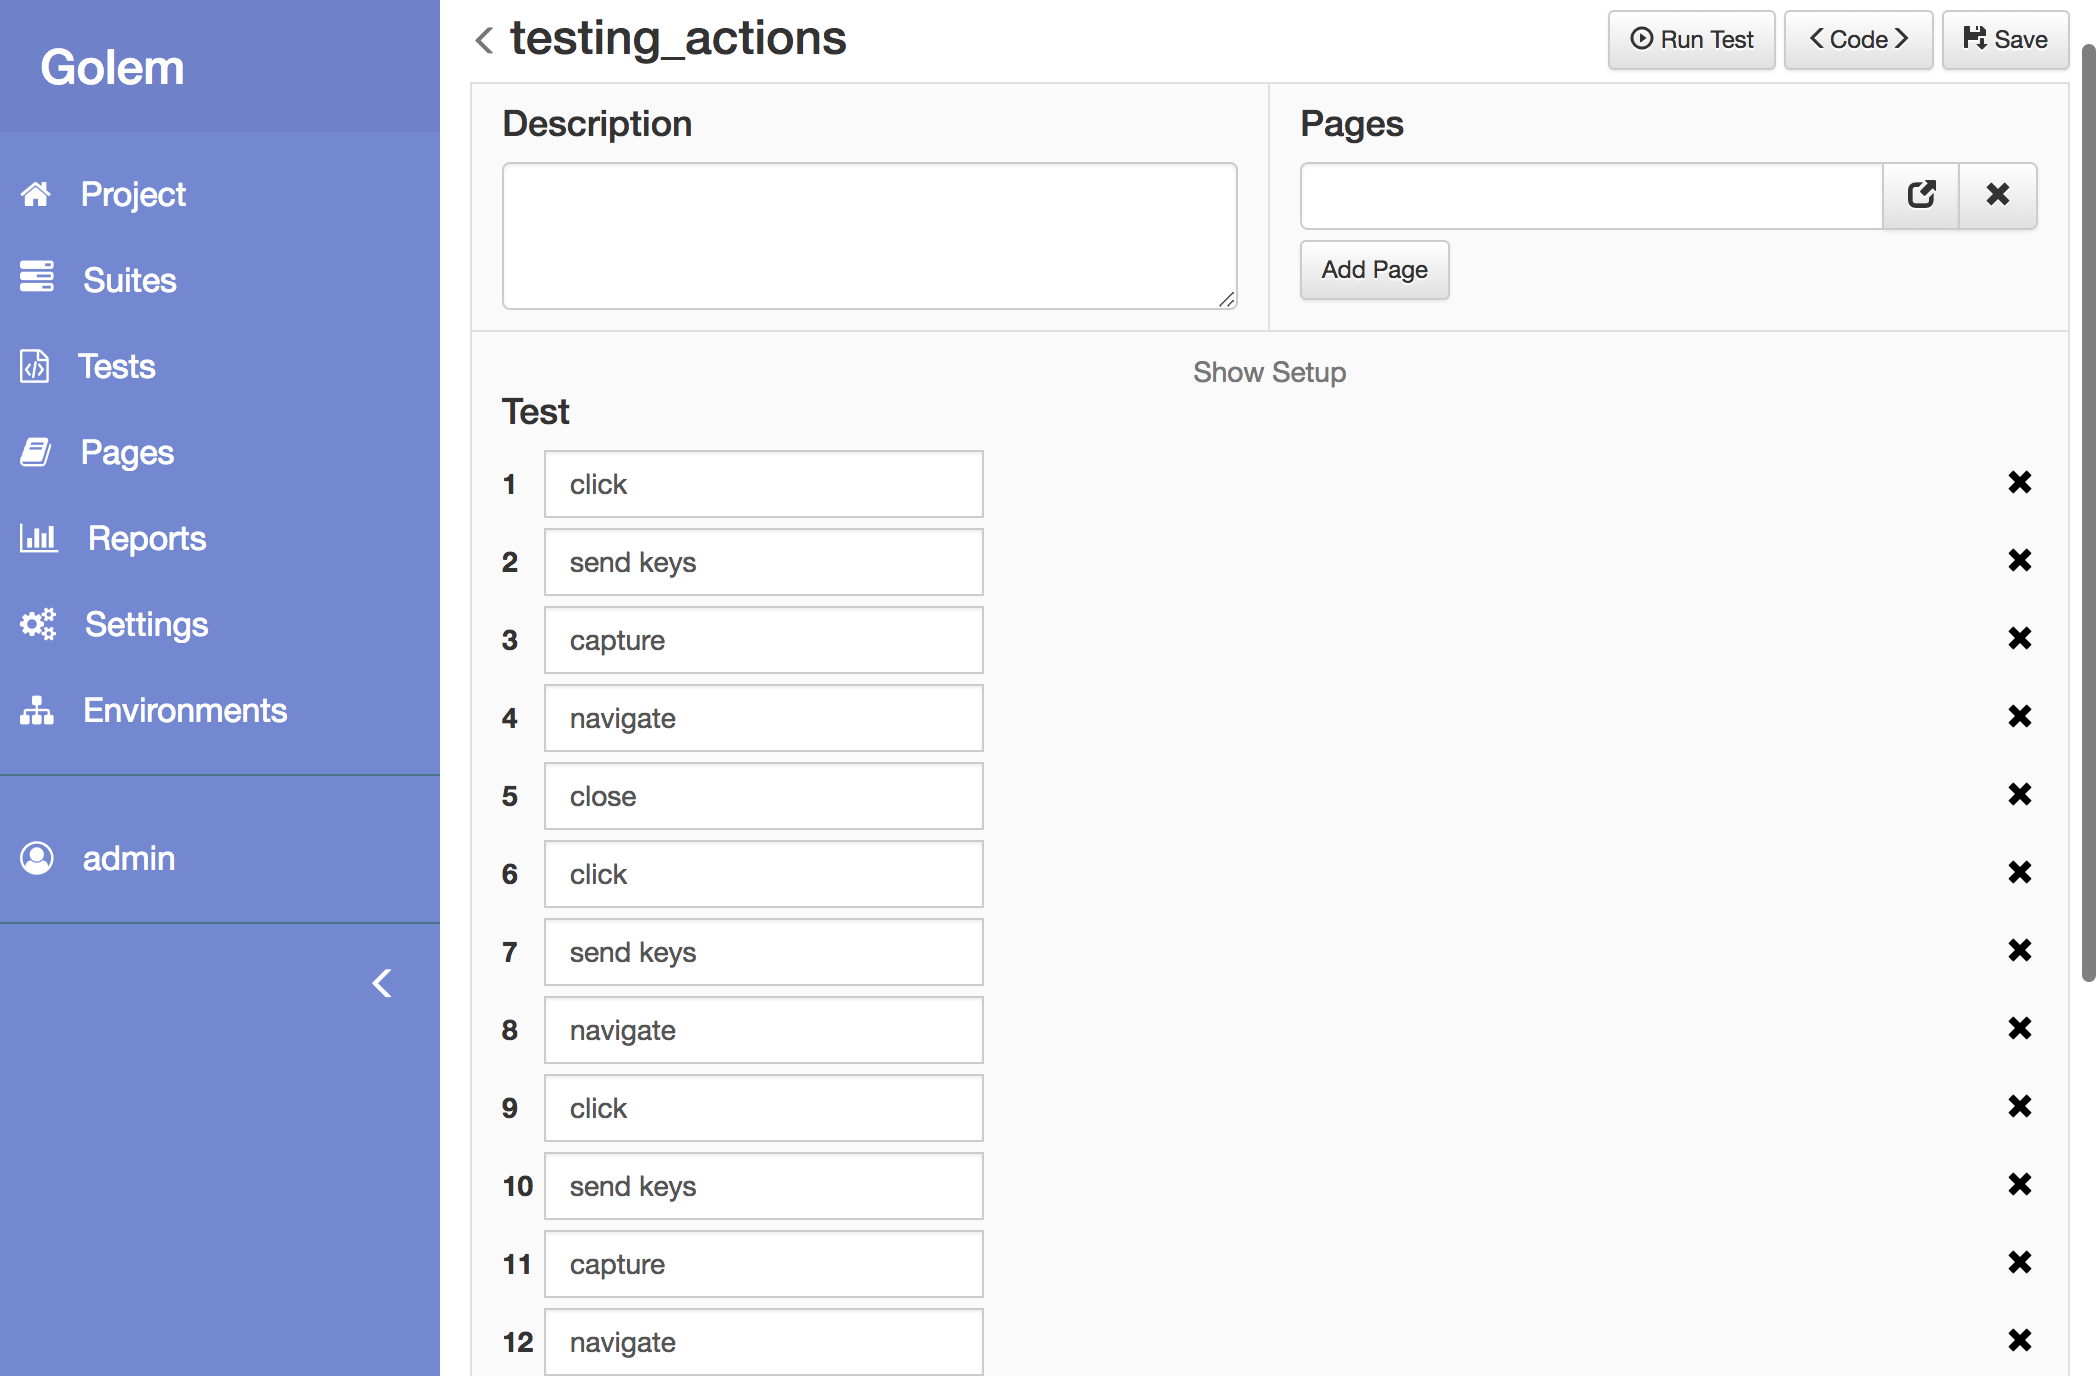 Golem
Project
Suites
Tests
Pages
Reports
Settings
Environments
admin
testing_actions
Run Test
Code
Save
Description
Pages
Add Page
Show Setup
Test
1 click
2 send keys
3 capture
4 navigate
5 close
6 click
7 send keys
8 navigate
9 click
10 send keys
11 capture
12 navigate